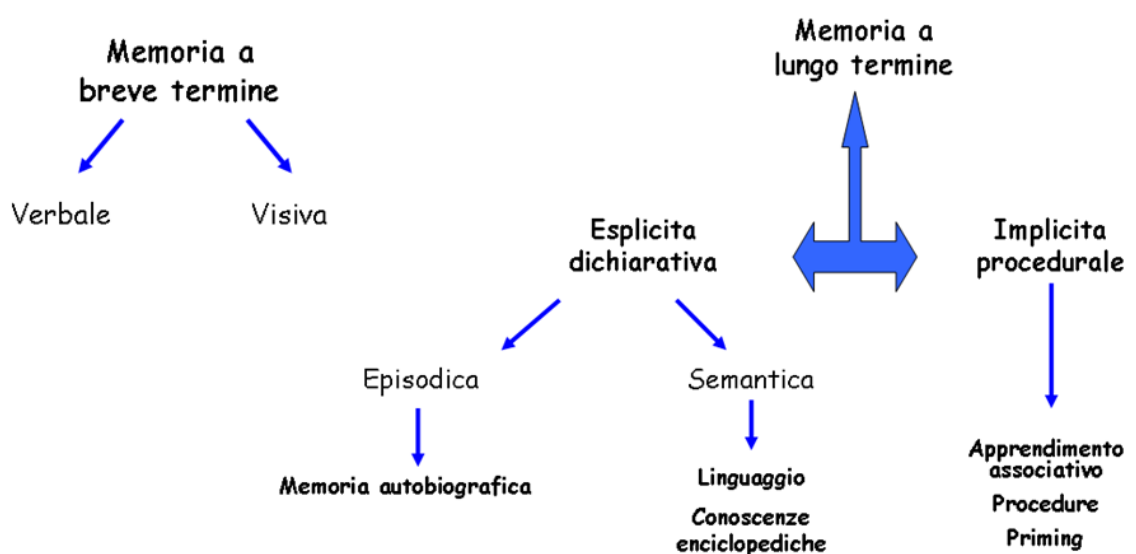 Memoria a
breve termine
Verbale
Visiva
Memoria a
lungo termine
Esplicita
dichiarativa
Implicita
procedurale
Episodica
Semantica
Memoria autobiografica
Linguaggio
Conoscenze
enciclopediche
Apprendimento
associativo
Procedure
Priming